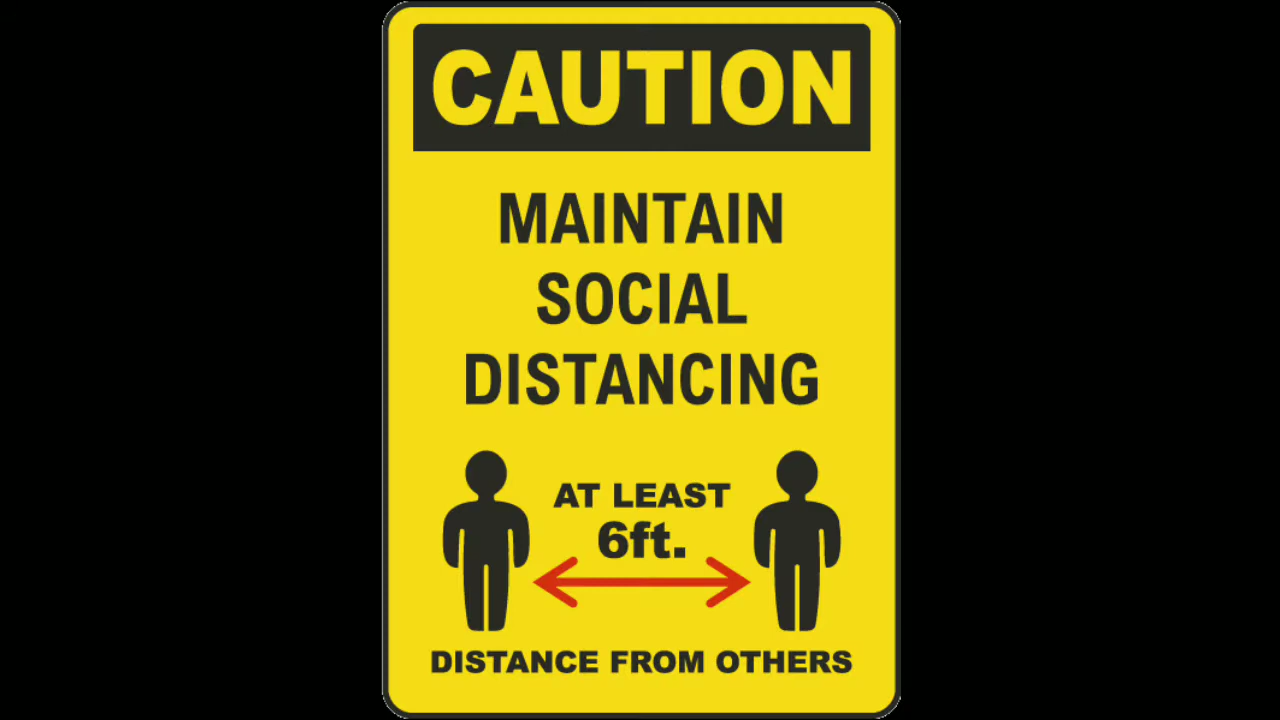 CAUTION
MAINTAIN
SOCIAL
DISTANCING
AT LEAST
6ft.
DISTANCE FROM OTHERS